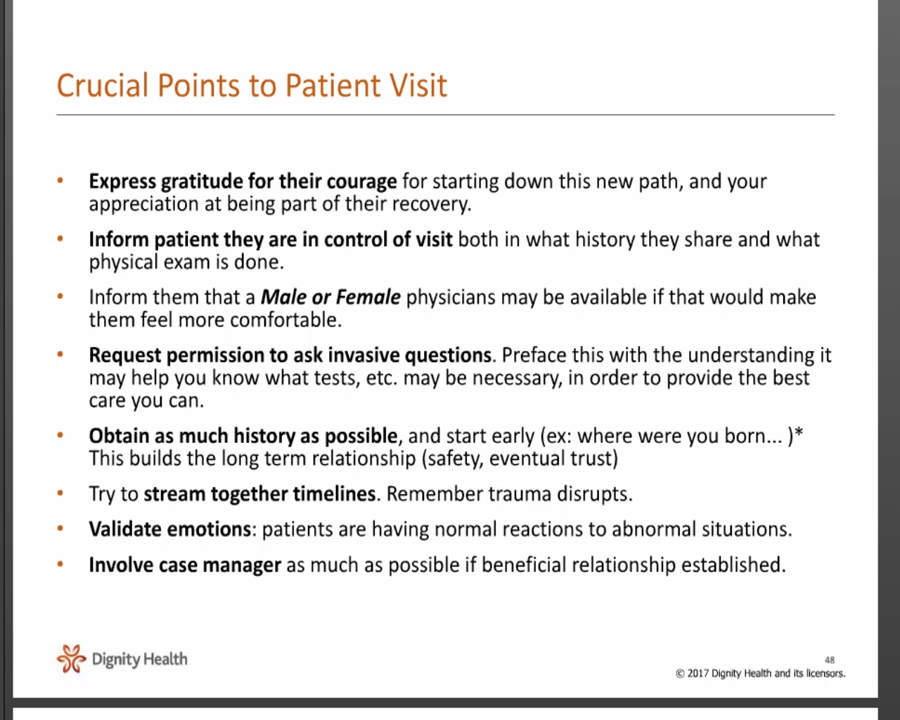 Crucial Points to Patient Visit
• Express gratitude for their courage for starting down this new path, and your
appreciation at being part of their recovery.
• Inform patient they are in control of visit both in what history they share and what
physical exam is done.
• Inform them that a Male or Female physicians may be available if that would make
them feel more comfortable.
• Request permission to ask invasive questions. Preface this with the understanding it
may help you know what tests, etc. may be necessary, in order to provide the best
care you can.
• Obtain as much history as possible, and start early (ex: where were you born... )*
This builds the long term relationship (safety, eventual trust)
• Try to stream together timelines. Remember trauma disrupts.
• Validate emotions: patients are having normal reactions to abnormal situations.
• Involve case manager as much as possible if beneficial relationship established.
Dignity Health
48
© 2017 Dignity Health and its licensors.